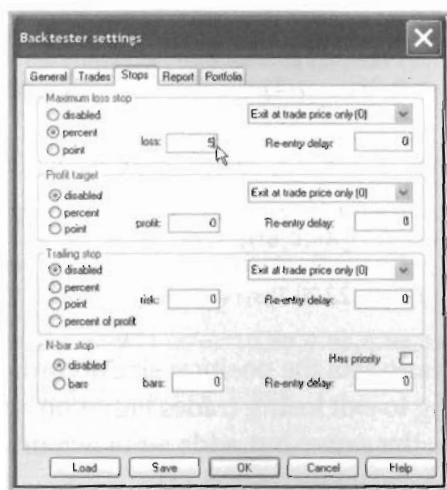 Backtester settings
General Trades Stops Report Portfolio
Maximum loss stop
disabled
Exit at trade price only (0)
percent
loss: 5
Re-entry delay: 0
point
Profit target
disabled
Exit at trade price only (0)
percent
point
profit: 0
Re-entry delay: 0
Trailing stop
disabled
Exit at trade price only (0)
percent
point
risk: 0
Re-entry delay: 0
percent of profit
N-bar stop
disabled
Has priority
bars
bars: 0
Re-entry delay: 0
Load Save OK Cancel Help